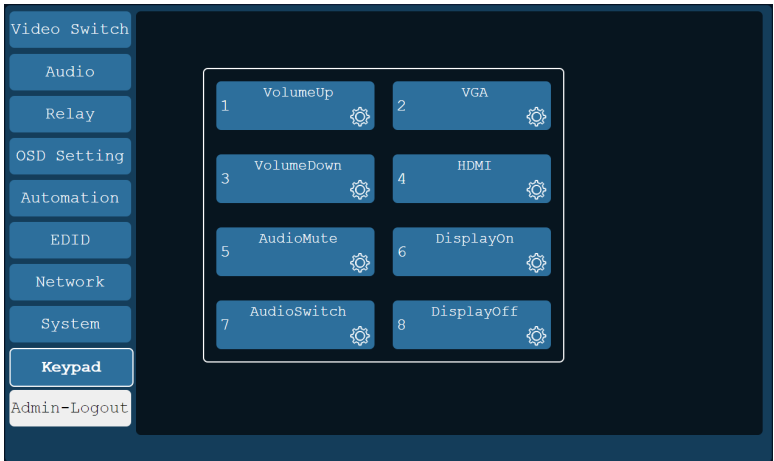 Video Switch
Audio
Relay
OSD Setting
Automation
EDID
Network
System
Keypad
Admin-Logout
1 VolumeUp
2 VGA
3 VolumeDown
4 HDMI
5 AudioMute
6 DisplayOn
7 AudioSwitch
8 DisplayOff